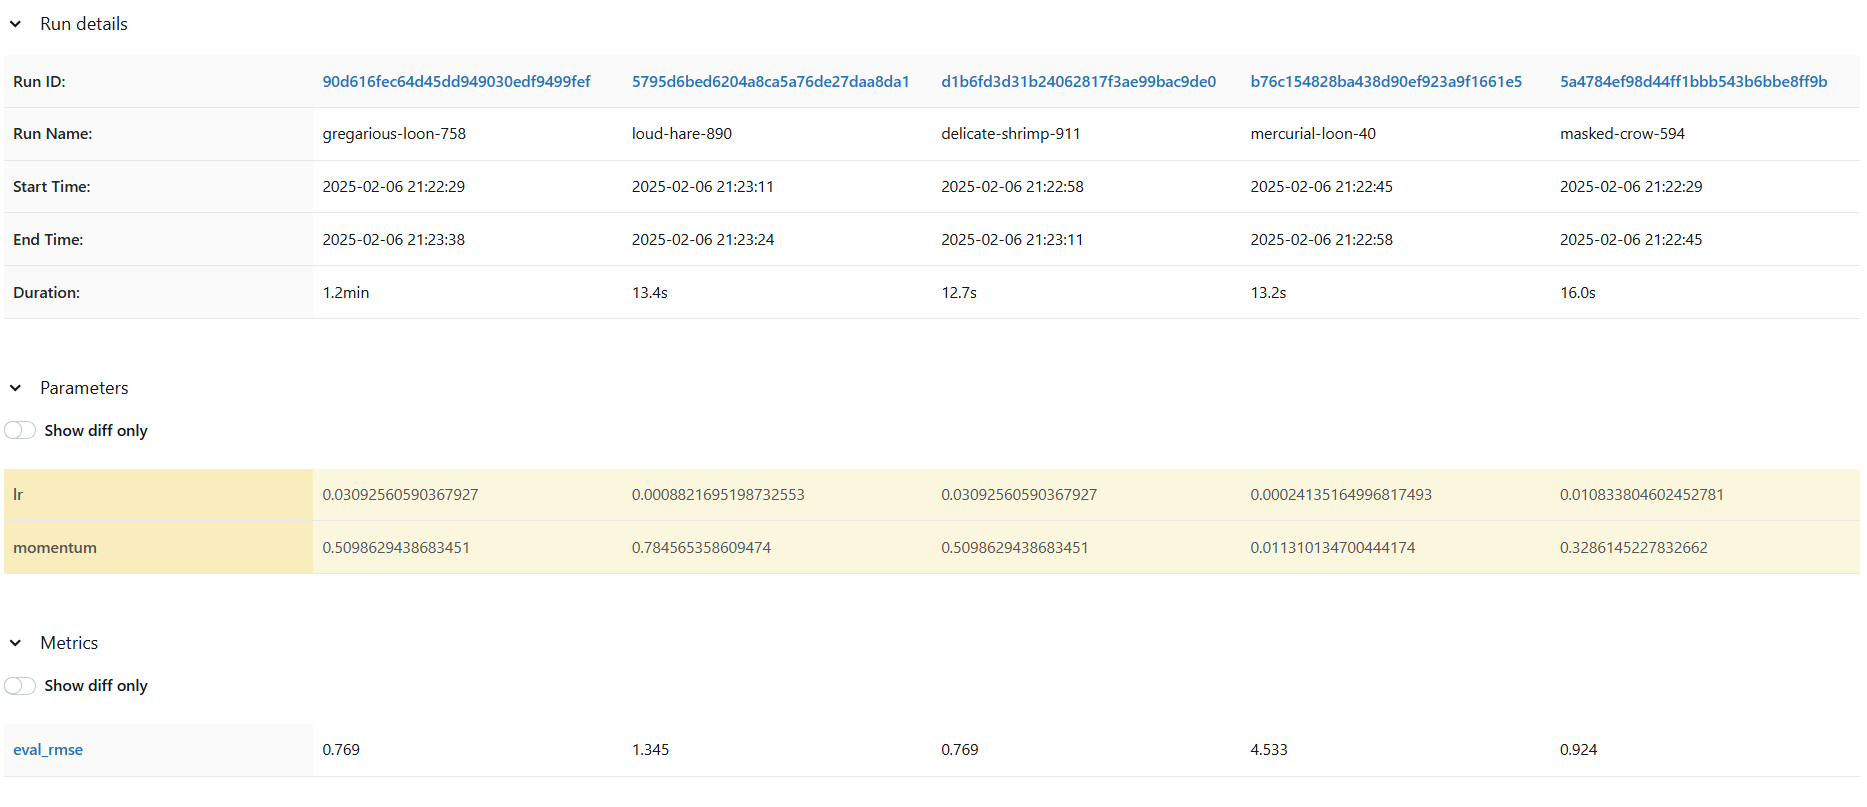 Run details
Run ID: 90d616fec64d45dd949030edf9499fef 5795d6bed6204a8ca5a76de27daa8da1 d1b6fd3d31b24062817f3ae99bac9de0 b76c154828ba438d90ef923a9f1661e5 5a4784ef98d44ff1bbb543b6bbe8ff9b
Run Name: gregarious-loon-758 loud-hare-890 delicate-shrimp-911 mercurial-loon-40 masked-crow-594
Start Time: 2025-02-06 21:22:29 2025-02-06 21:23:11 2025-02-06 21:22:58 2025-02-06 21:22:45 2025-02-06 21:22:29
End Time: 2025-02-06 21:23:38 2025-02-06 21:23:24 2025-02-06 21:23:11 2025-02-06 21:22:58 2025-02-06 21:22:45
Duration: 1.2min 13.4s 12.7s 13.2s 16.0s
Parameters
Show diff only
lr 0.03092560590367927 0.0008821695198732553 0.03092560590367927 0.00024135164996817493 0.010833804602452781
momentum 0.5098629438683451 0.784565358609474 0.5098629438683451 0.011310134700444174 0.3286145227832662
Metrics
Show diff only
eval_rmse 0.769 1.345 0.769 4.533 0.924